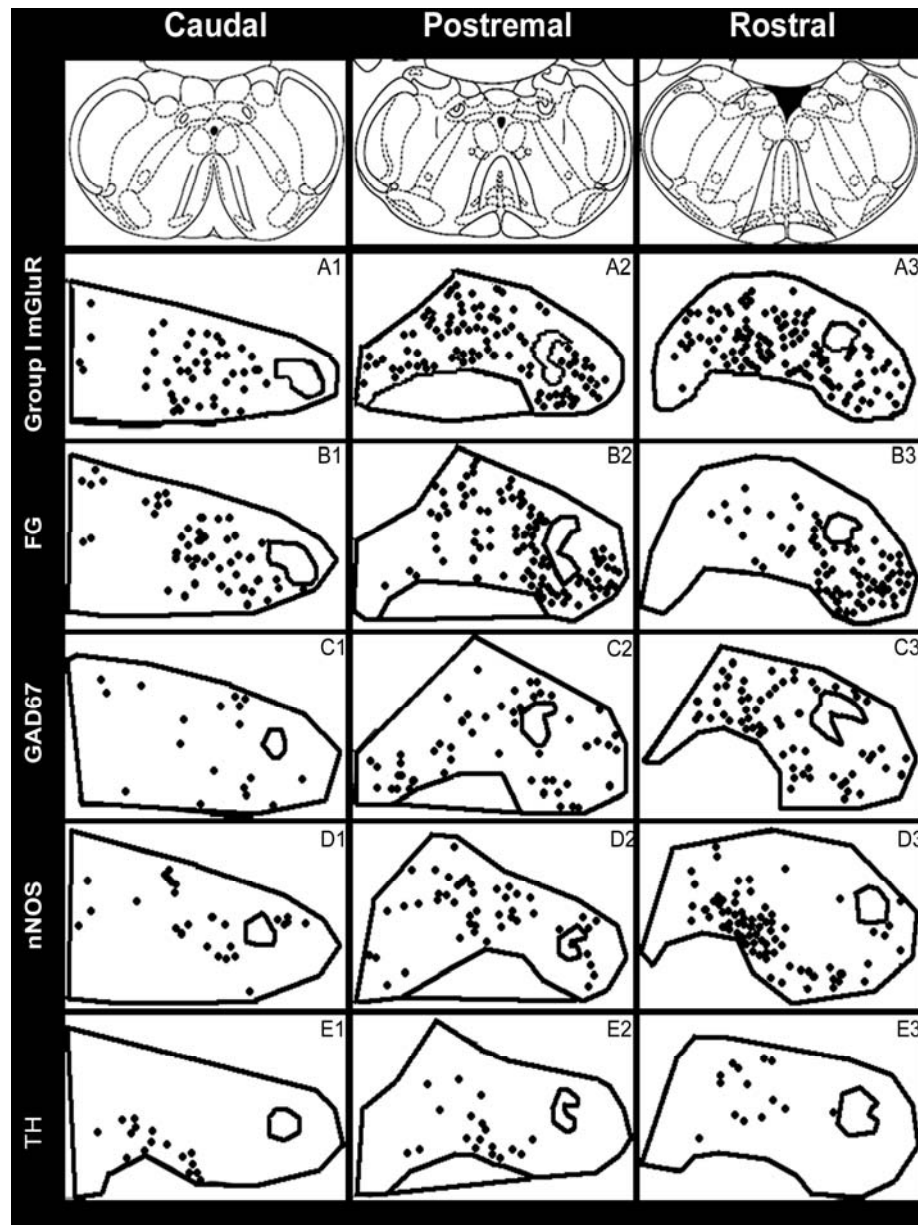 Caudal Postremal Rostral
Group I mGluR
A1 A2 A3
FG
B1 B2 B3
GAD67
C1 C2 C3
nNOS
D1 D2 D3
TH
E1 E2 E3